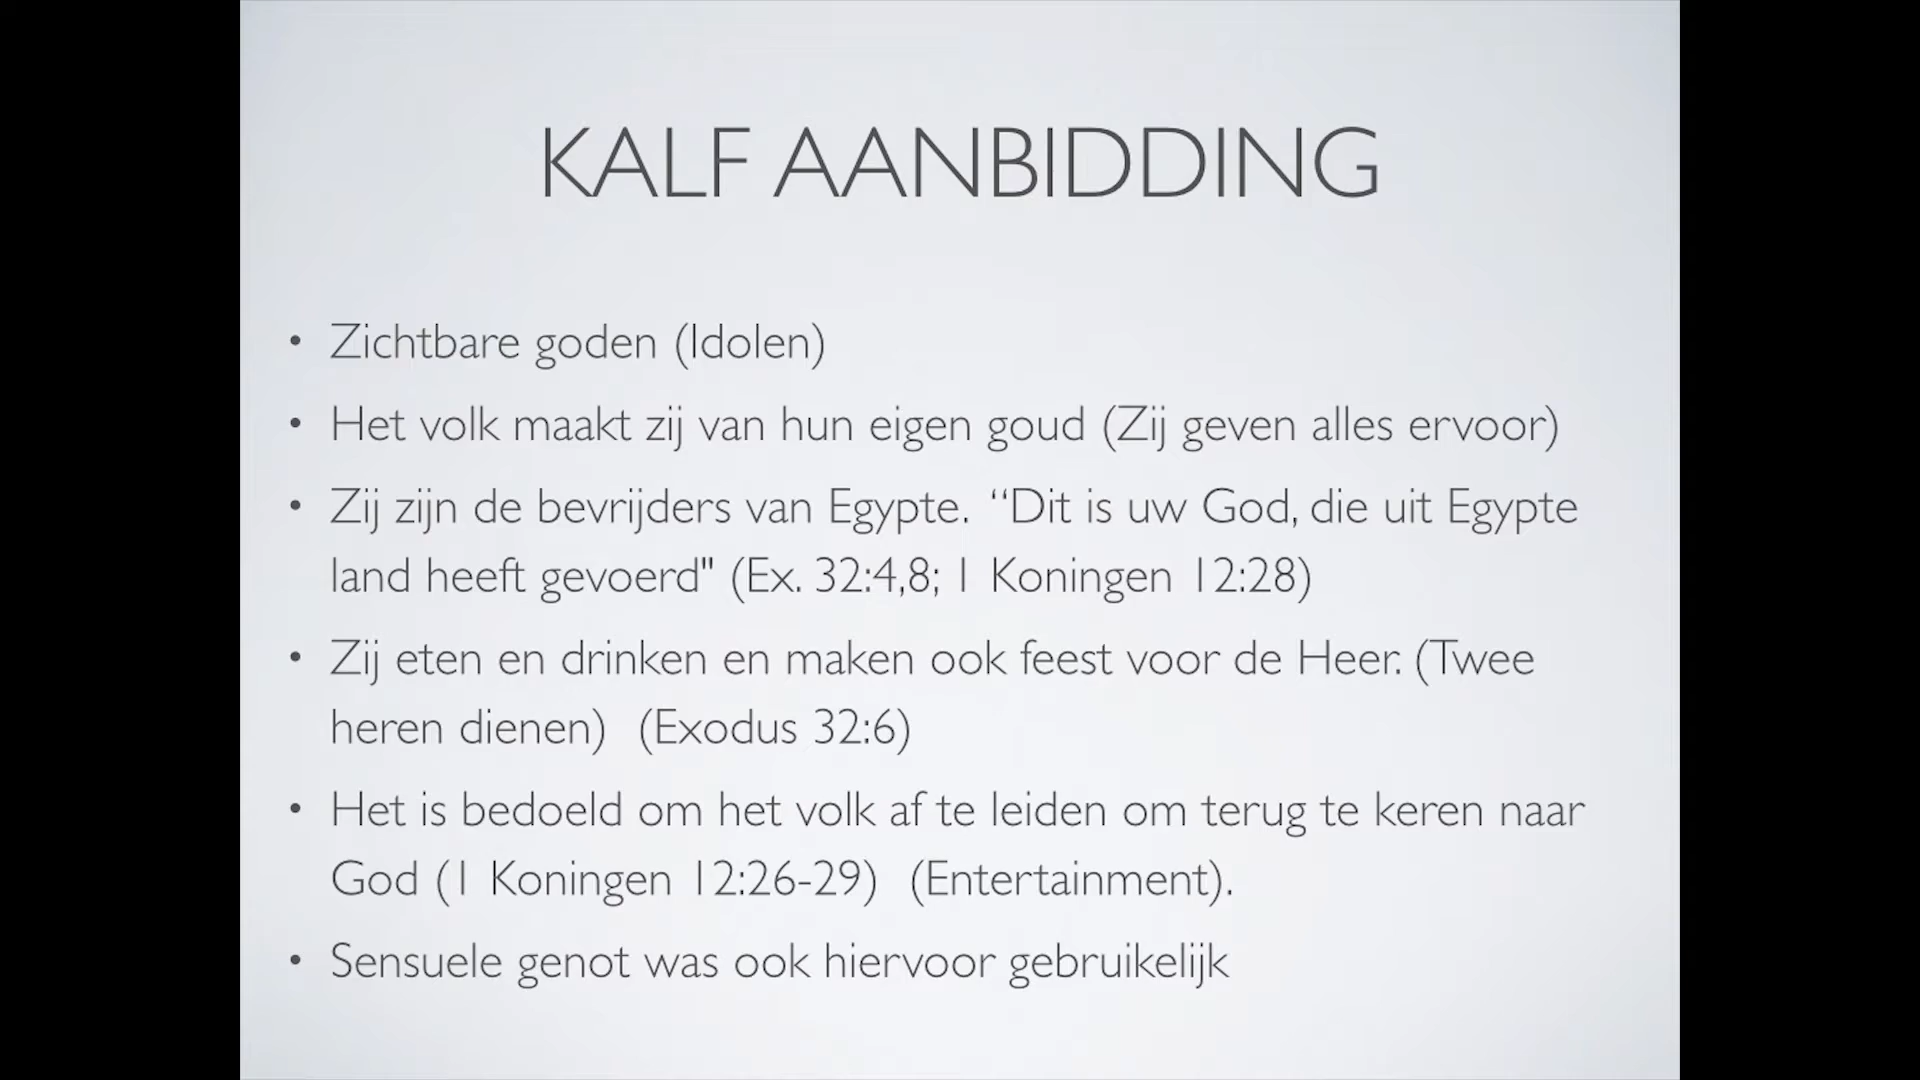 KALF AANBIDDING
• Zichtbare goden (Idolen)
• Het volk maakt zij van hun eigen goud (Zij geven alles ervoor)
• Zij zijn de bevrijders van Egypte. “Dit is uw God, die uit Egypte
land heeft gevoerd" (Ex. 32:4,8; 1 Koningen 12:28)
• Zij eten en drinken en maken ook feest voor de Heer. (Twee
heren dienen) (Exodus 32:6)
• Het is bedoeld om het volk af te leiden om terug te keren naar
God (1 Koningen 12:26-29) (Entertainment).
• Sensuele genot was ook hiervoor gebruikelijk